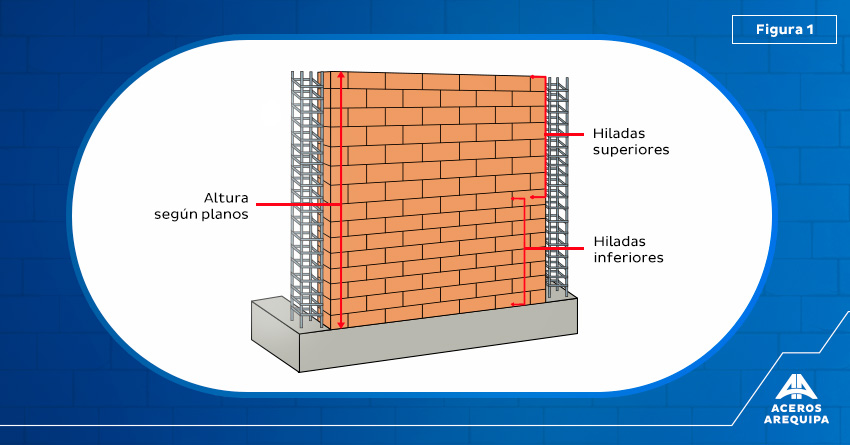 Figura 1
Hiladas
superiores
Altura
según planos
Hiladas
inferiores
ACEROS
AREQUIPA